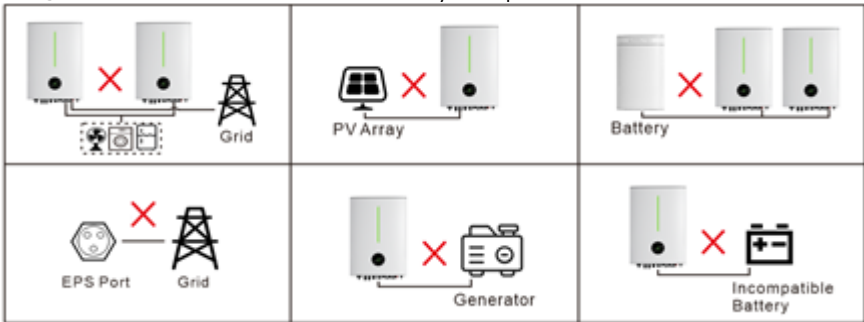 Grid
PV Array
Battery
EPS Port
Grid
Generator
Incompatible
Battery